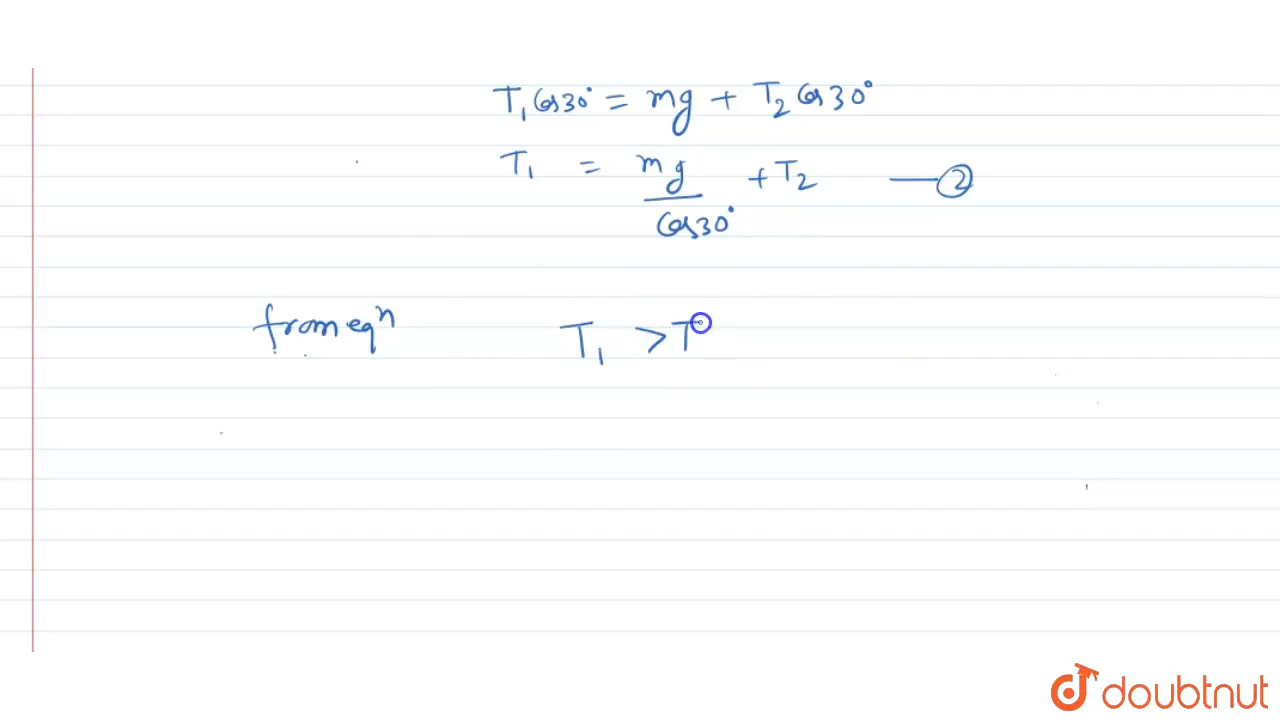 T₁ Cos30° = mg + T₂ Cos30°
T₁ = mg/Cos30° + T₂ — ②
from eqⁿ T₁ > T
doubtnut